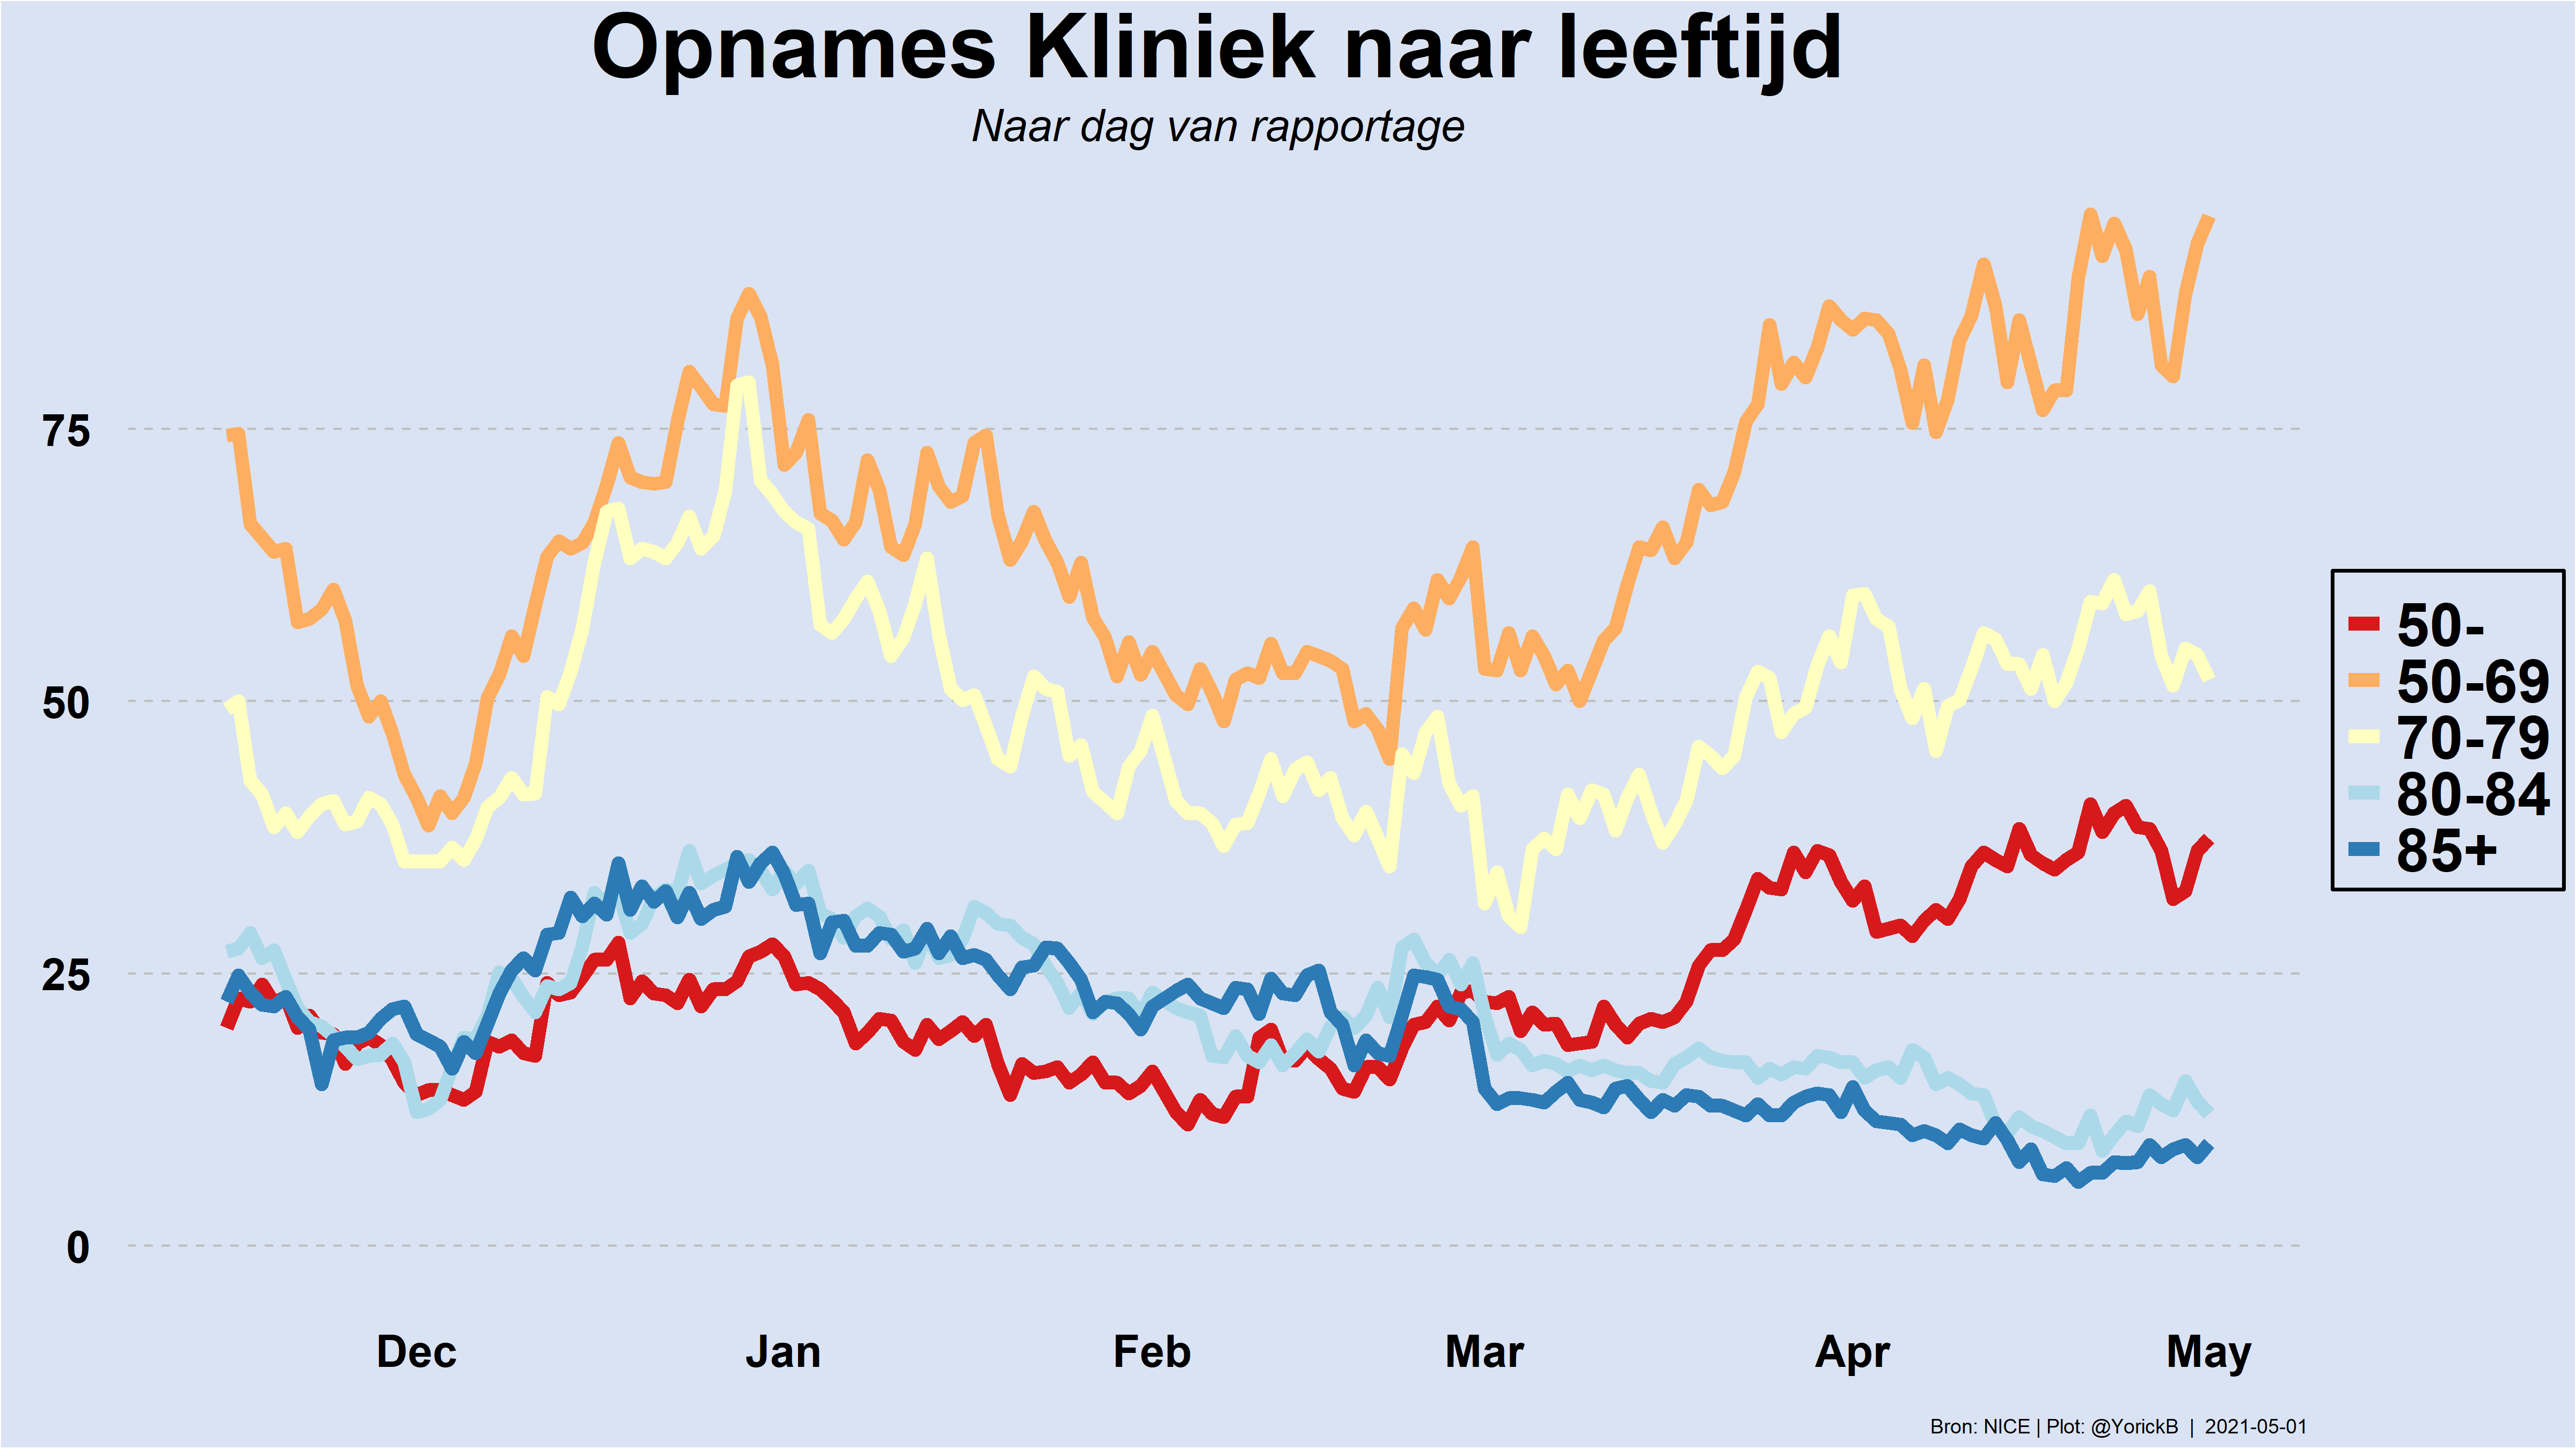 Opnames Kliniek naar leeftijd
Naar dag van rapportage
75
50
25
0
Dec Jan Feb Mar Apr May
50-
50-69
70-79
80-84
85+
Bron: NICE | Plot: @YorickB | 2021-05-01